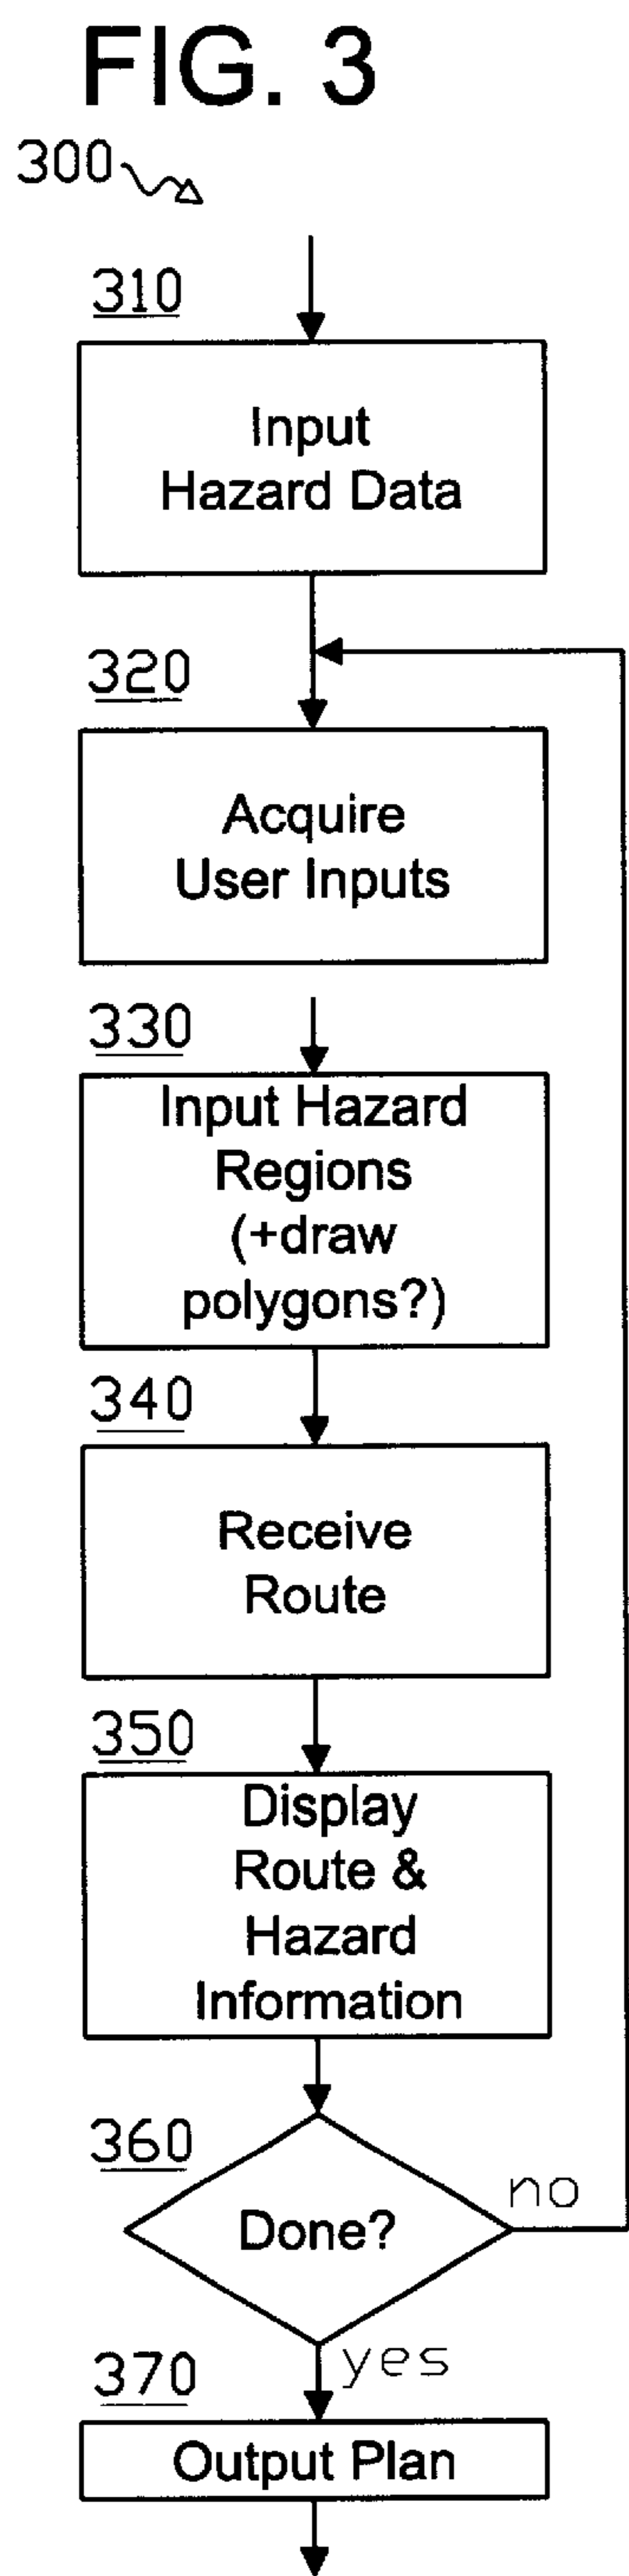 FIG. 3
300
310
Input
Hazard Data
320
Acquire
User Inputs
330
Input Hazard
Regions
(+draw
polygons?)
340
Receive
Route
350
Display
Route &
Hazard
Information
360
Done?
no
yes
370
Output Plan